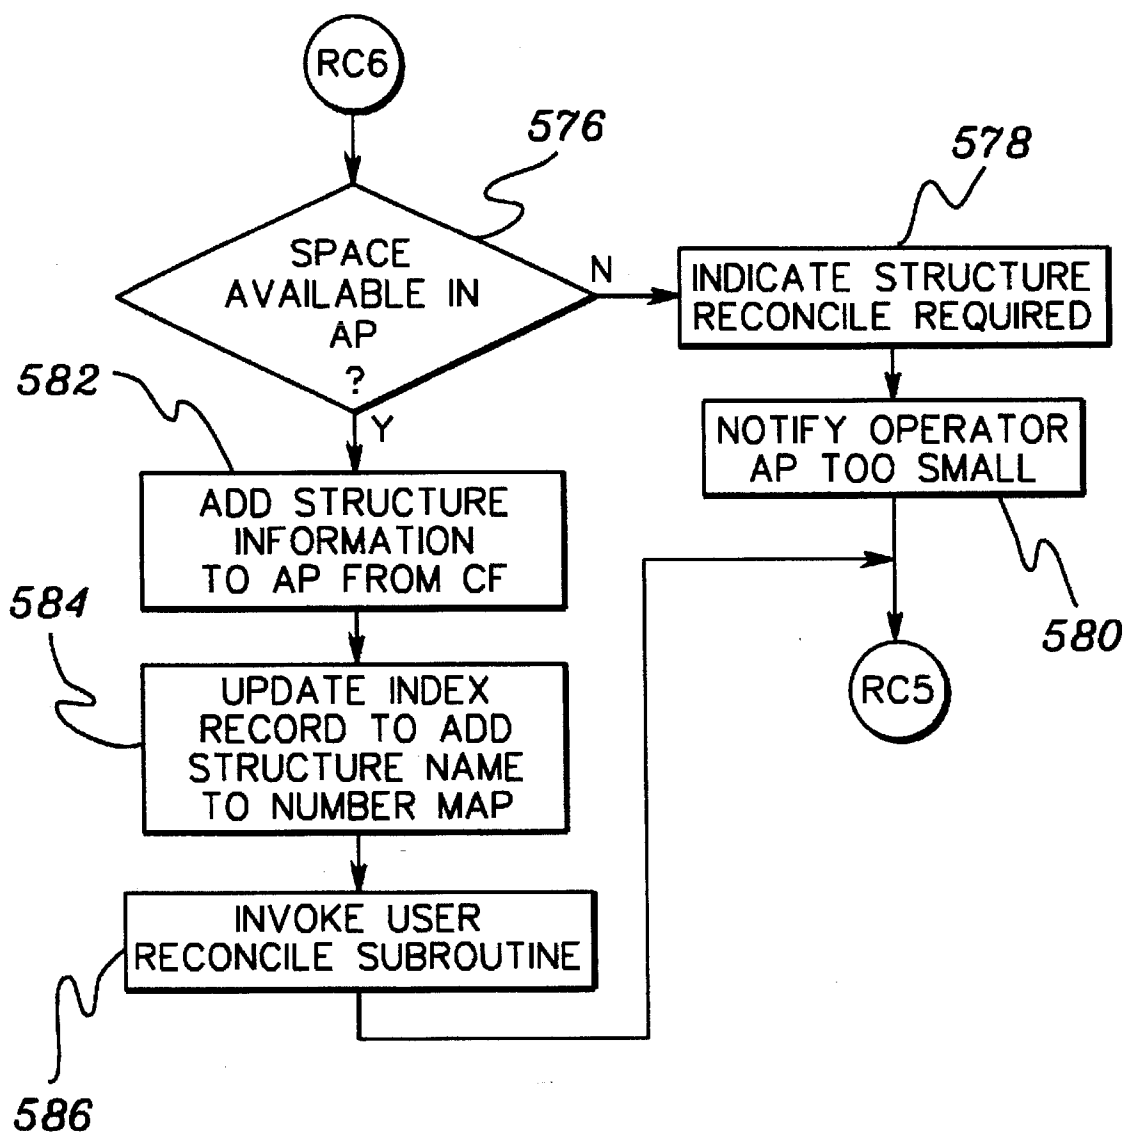 RC6
576
SPACE
AVAILABLE IN
AP
?
N
Y
578
INDICATE STRUCTURE
RECONCILE REQUIRED
NOTIFY OPERATOR
AP TOO SMALL
580
RC5
582
ADD STRUCTURE
INFORMATION
TO AP FROM CF
584
UPDATE INDEX
RECORD TO ADD
STRUCTURE NAME
TO NUMBER MAP
INVOKE USER
RECONCILE SUBROUTINE
586